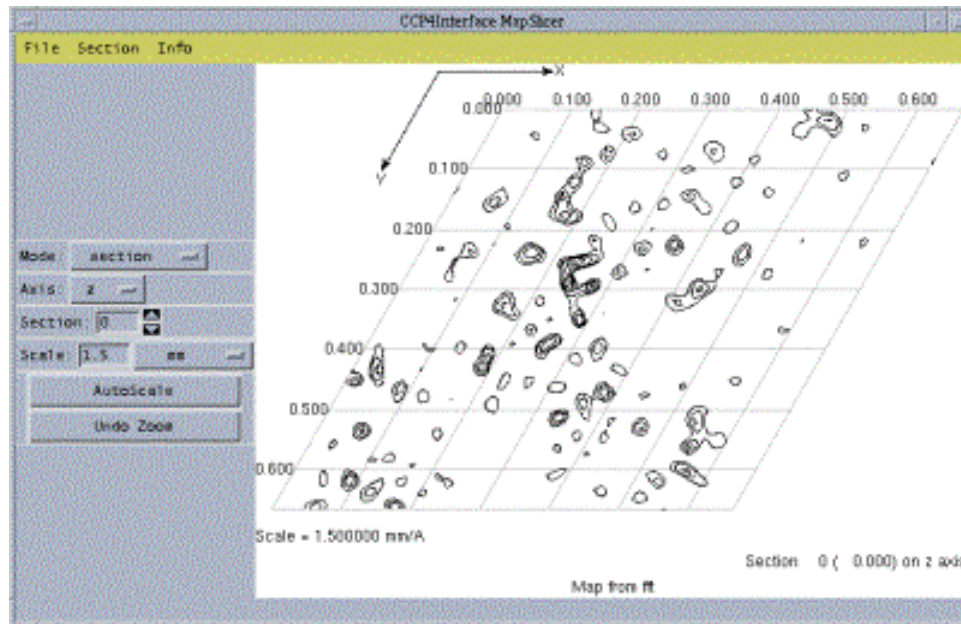 CCP4Interface MapSlicer
File Section Info
X
0.000 0.100 0.200 0.300 0.400 0.500 0.600
0.000
Y
0.100
0.200
Mode: section
Axis: z
0.300
Section: 0
0.400
Scale: 1.5 mm
AutoScale
0.500
Undo Zoom
0.600
Scale = 1.500000 mm/A
Section 0 ( 0.000) on z axis
Map from fft